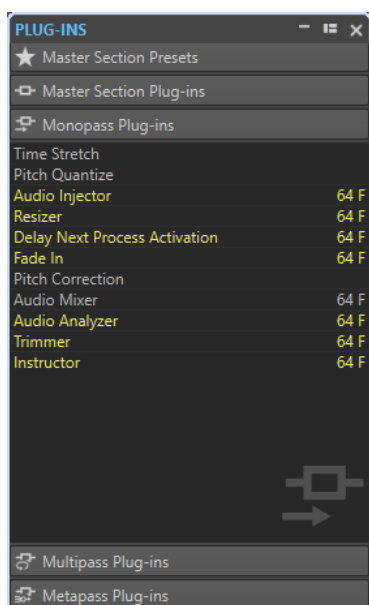 PLUG-INS
Master Section Presets
Master Section Plug-ins
Monopass Plug-ins
Time Stretch
Pitch Quantize
Audio Injector 64 F
Resizer 64 F
Delay Next Process Activation 64 F
Fade In 64 F
Pitch Correction
Audio Mixer 64 F
Audio Analyzer 64 F
Trimmer 64 F
Instructor 64 F
Multipass Plug-ins
Metapass Plug-ins